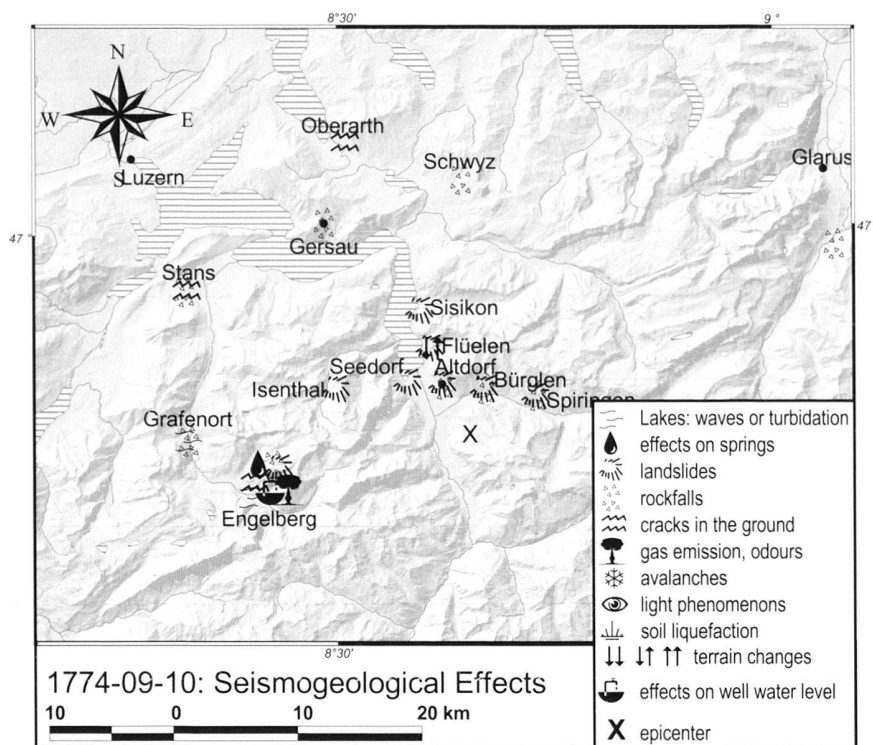 8°30'
9 °
N
W
E
S
Luzern
Oberarth
Schwyz
Glarus
47 °
47
Gersau
Stans
Sisikon
Flüelen
Seedorf
Altdorf
Isenthal
Bürglen
Spiringen
Grafenort
X
Engelberg
Lakes: waves or turbidation
effects on springs
landslides
rockfalls
cracks in the ground
gas emission, odours
avalanches
light phenomenons
soil liquefaction
terrain changes
effects on well water level
X epicenter
8°30'
1774-09-10: Seismogeological Effects
10 0 10 20 km